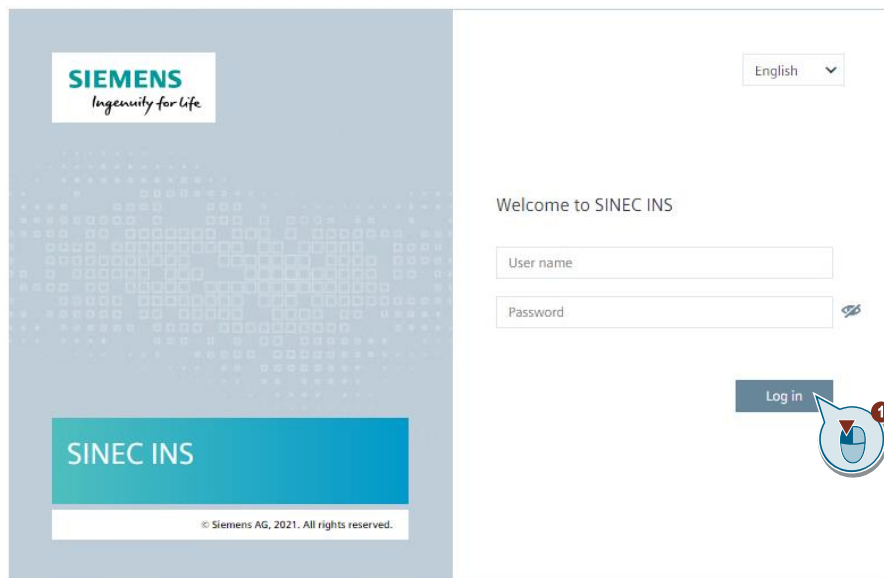 SIEMENS
Ingenuity for life
English
Welcome to SINEC INS
User name
Password
Log in
1
SINEC INS
© Siemens AG, 2021. All rights reserved.